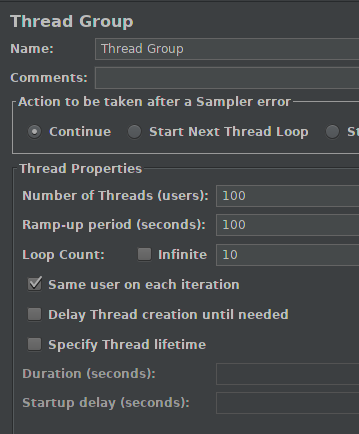 Thread Group
Name: Thread Group
Comments:
Action to be taken after a Sampler error
Continue Start Next Thread Loop
Thread Properties
Number of Threads (users): 100
Ramp-up period (seconds): 100
Loop Count: Infinite 10
Same user on each iteration
Delay Thread creation until needed
Specify Thread lifetime
Duration (seconds):
Startup delay (seconds):